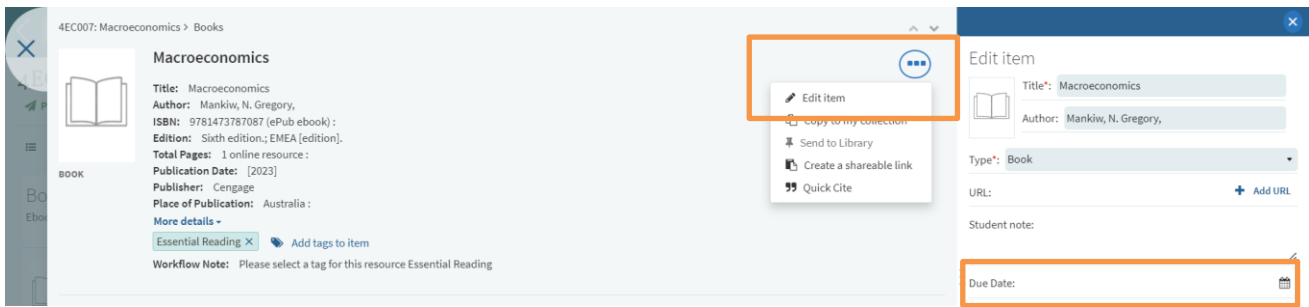 4EC007: Macroeconomics > Books
Macroeconomics
Title: Macroeconomics
Author: Mankiw, N. Gregory,
ISBN: 9781473787087 (ePub ebook) :
Edition: Sixth edition.; EMEA [edition].
Total Pages: 1 online resource :
Publication Date: [2023]
Publisher: Cengage
Place of Publication: Australia :
More details
BOOK
Essential Reading × Add tags to item
Workflow Note: Please select a tag for this resource Essential Reading
Edit item
Copy to my collection
Send to Library
Create a shareable link
Quick Cite
Edit item
Title*: Macroeconomics
Author: Mankiw, N. Gregory,
Type*: Book
URL: + Add URL
Student note:
Due Date: